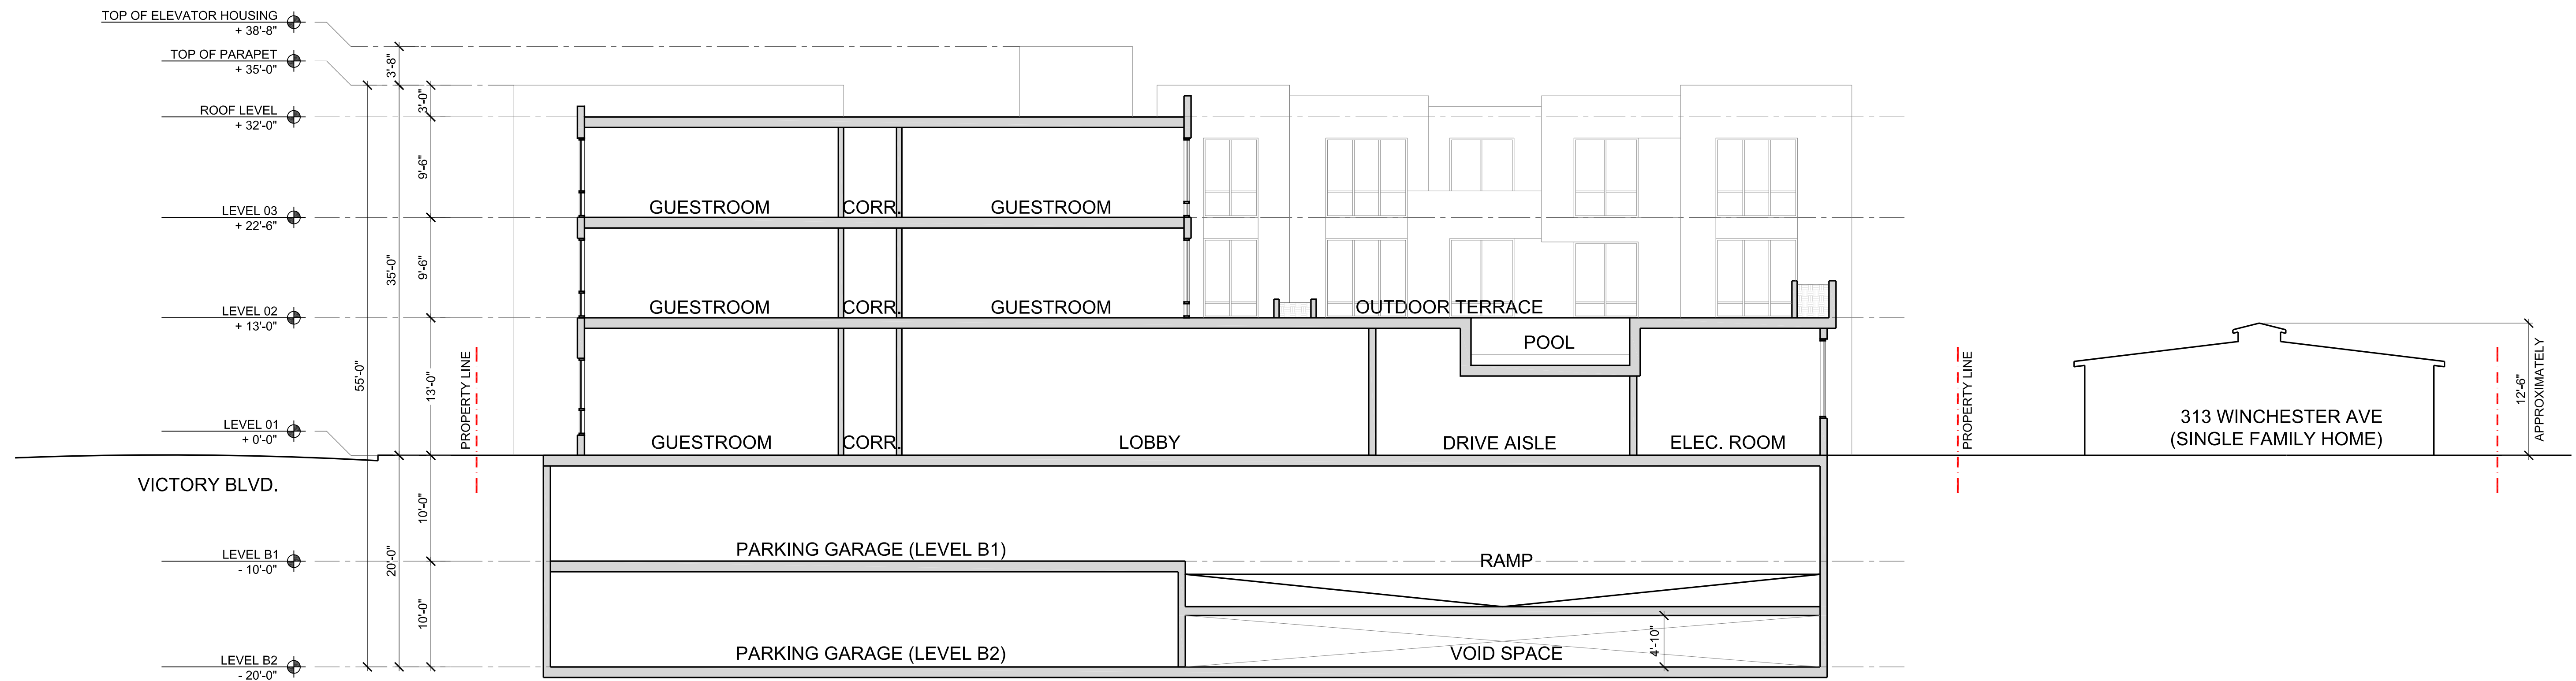 TOP OF ELEVATOR HOUSING
+ 38'-8"
TOP OF PARAPET
+ 35'-0"
ROOF LEVEL
+ 32'-0"
LEVEL 03
+ 22'-6"
LEVEL 02
+ 13'-0"
LEVEL 01
+ 0'-0"
VICTORY BLVD.
LEVEL B1
- 10'-0"
LEVEL B2
- 20'-0"
55'-0"
3'-8"
35'-0"
20'-0"
3'-0"
9'-6"
9'-6"
13'-0"
10'-0"
10'-0"
PROPERTY LINE
GUESTROOM
CORR.
GUESTROOM
GUESTROOM
CORR.
GUESTROOM
OUTDOOR TERRACE
POOL
GUESTROOM
CORR.
LOBBY
DRIVE AISLE
ELEC. ROOM
PARKING GARAGE (LEVEL B1)
RAMP
PARKING GARAGE (LEVEL B2)
VOID SPACE
4'-10"
PROPERTY LINE
313 WINCHESTER AVE
(SINGLE FAMILY HOME)
12'-6"
APPROXIMATELY